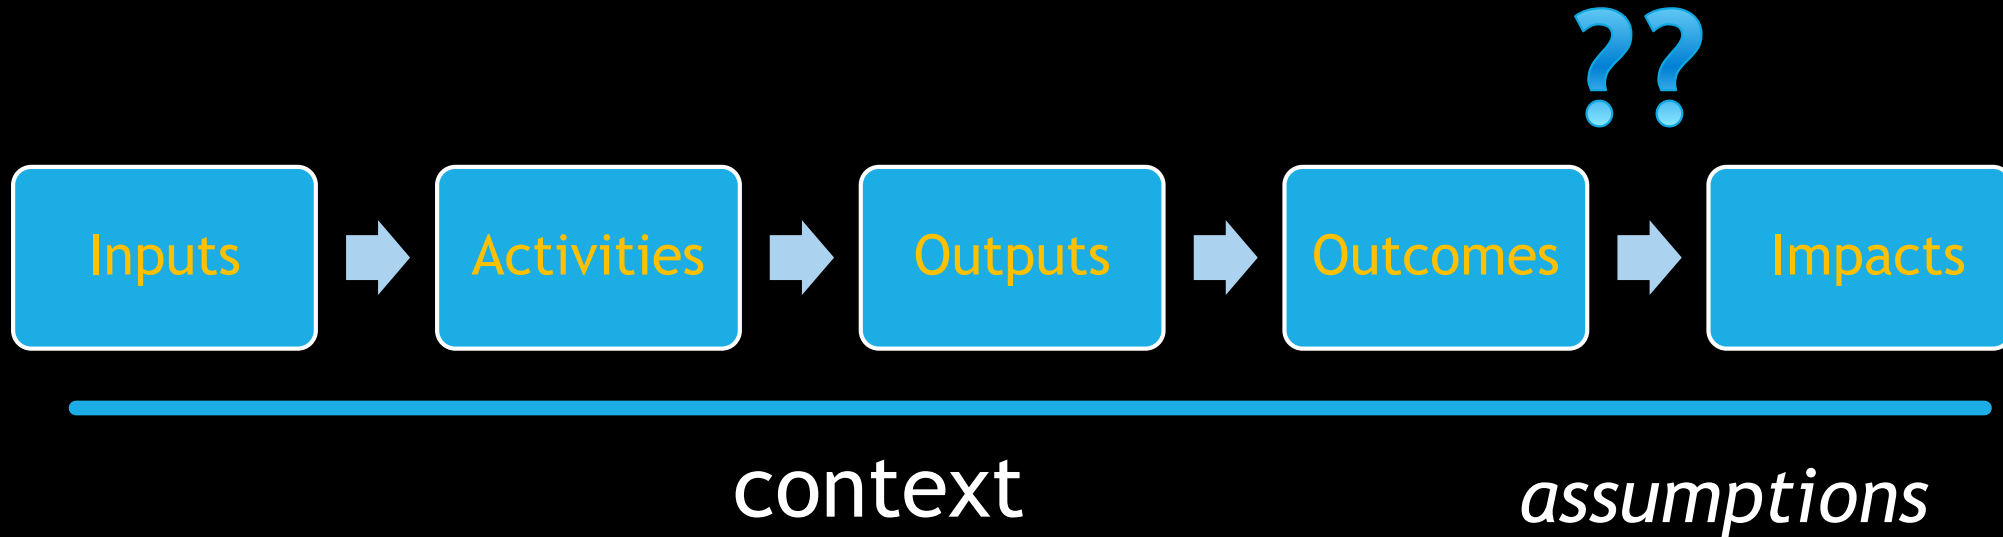 ??
Inputs
Activities
Outputs
Outcomes
Impacts
context
assumptions